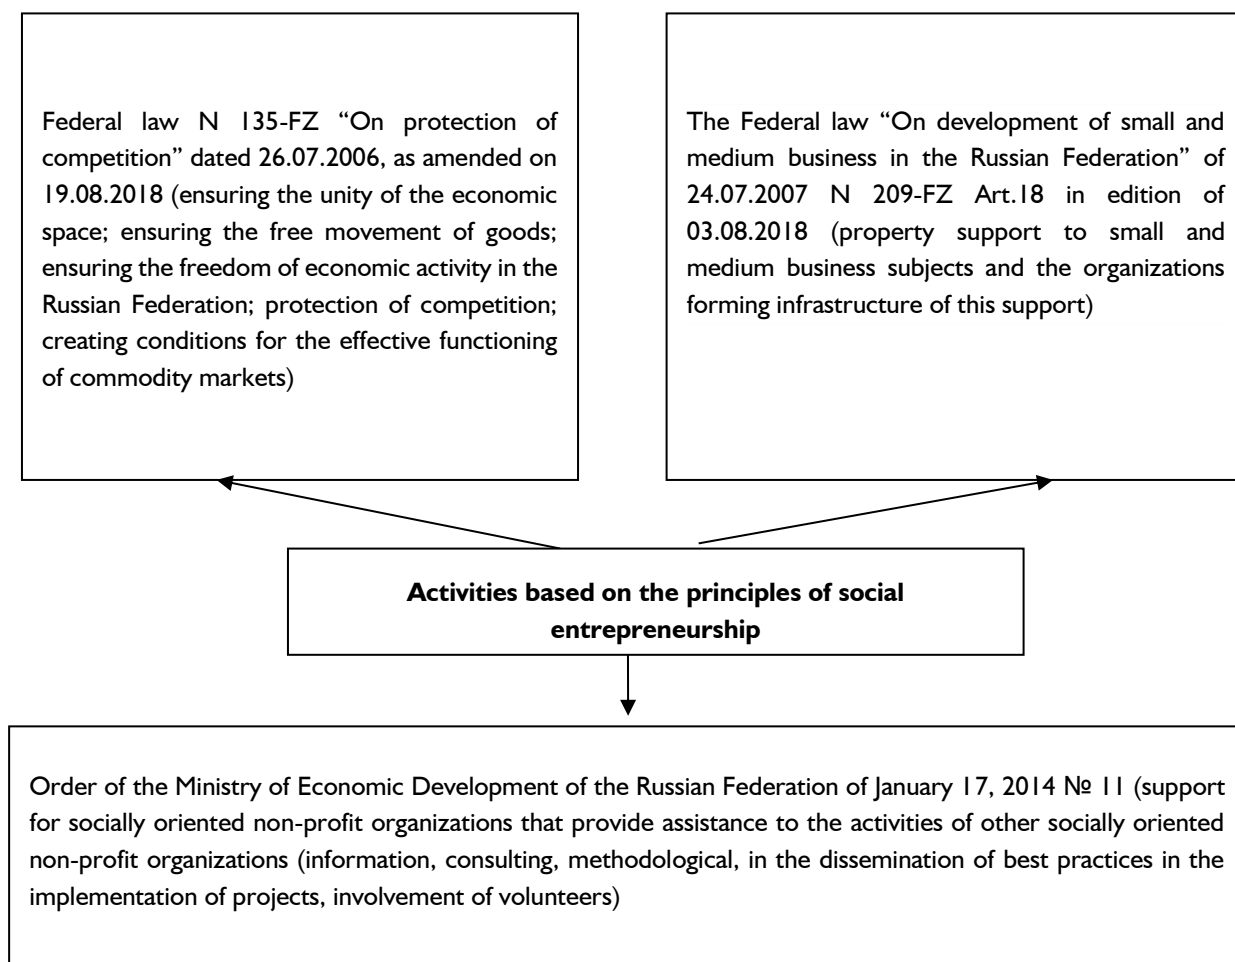 Federal law N 135-FZ “On protection of
competition” dated 26.07.2006, as amended on
19.08.2018 (ensuring the unity of the economic
space; ensuring the free movement of goods;
ensuring the freedom of economic activity in the
Russian Federation; protection of competition;
creating conditions for the effective functioning
of commodity markets)
The Federal law “On development of small and
medium business in the Russian Federation” of
24.07.2007 N 209-FZ Art.18 in edition of
03.08.2018 (property support to small and
medium business subjects and the organizations
forming infrastructure of this support)
Activities based on the principles of social
entrepreneurship
Order of the Ministry of Economic Development of the Russian Federation of January 17, 2014 № 11 (support
for socially oriented non-profit organizations that provide assistance to the activities of other socially oriented
non-profit organizations (information, consulting, methodological, in the dissemination of best practices in the
implementation of projects, involvement of volunteers)